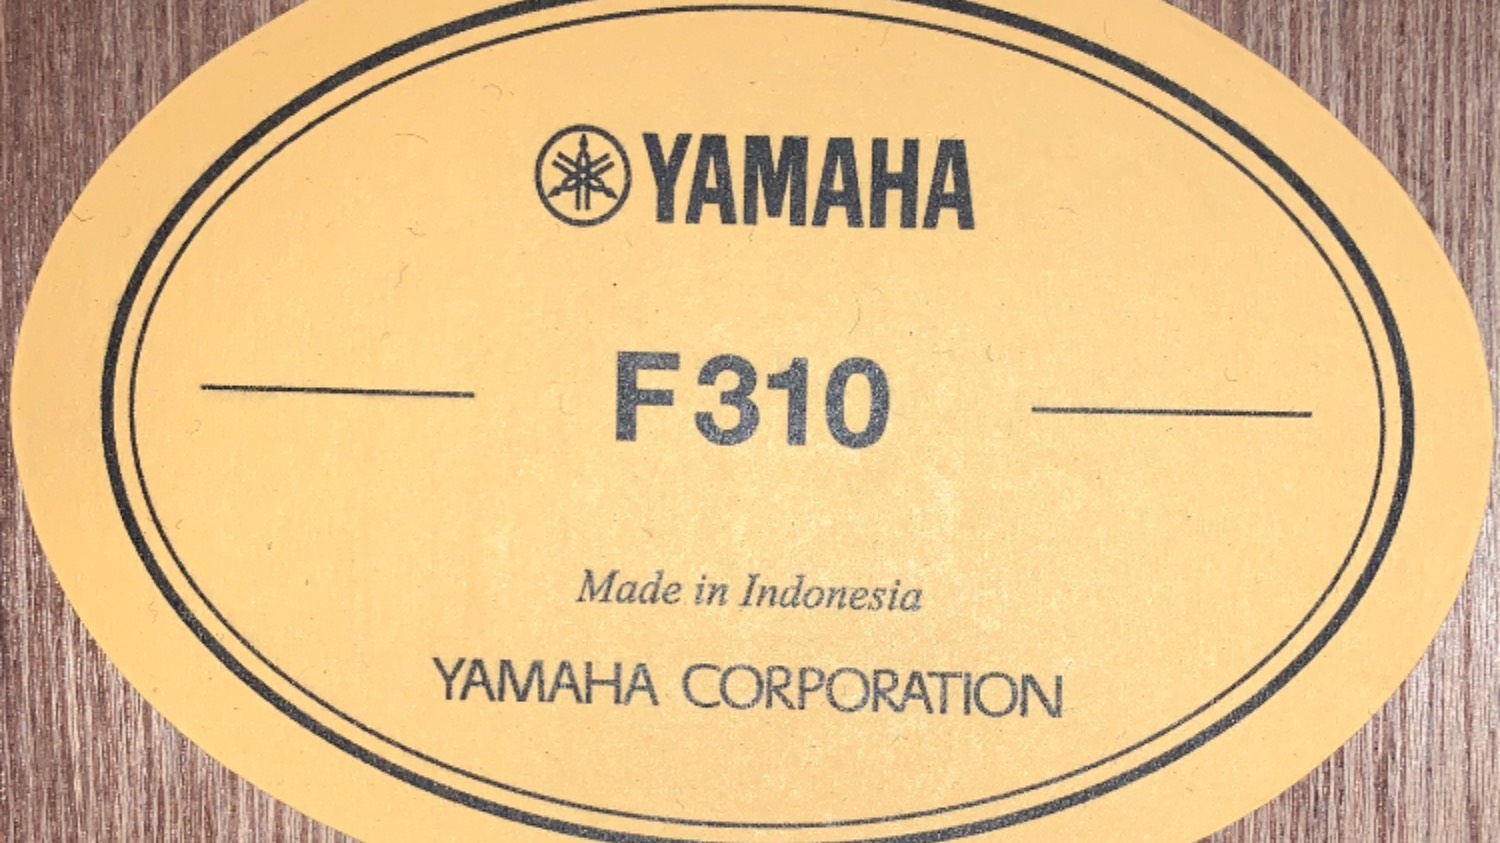 YAMAHA
F310
Made in Indonesia
YAMAHA CORPORATION